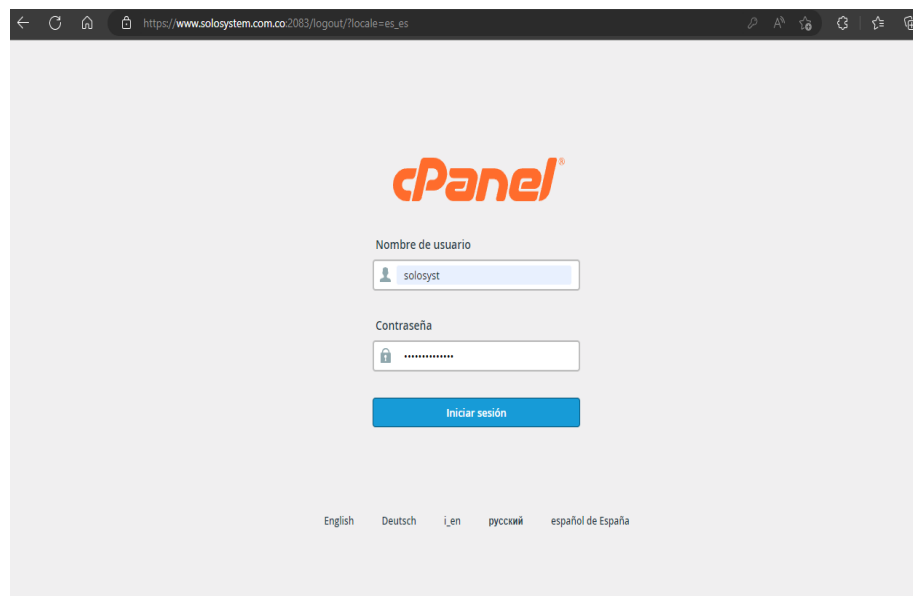 https://www.solosystem.com.co:2083/logout/?locale=es_es
cPanel®
Nombre de usuario
solosyst
Contraseña
••••••••••••••
Iniciar sesión
English Deutsch i_en русский español de España